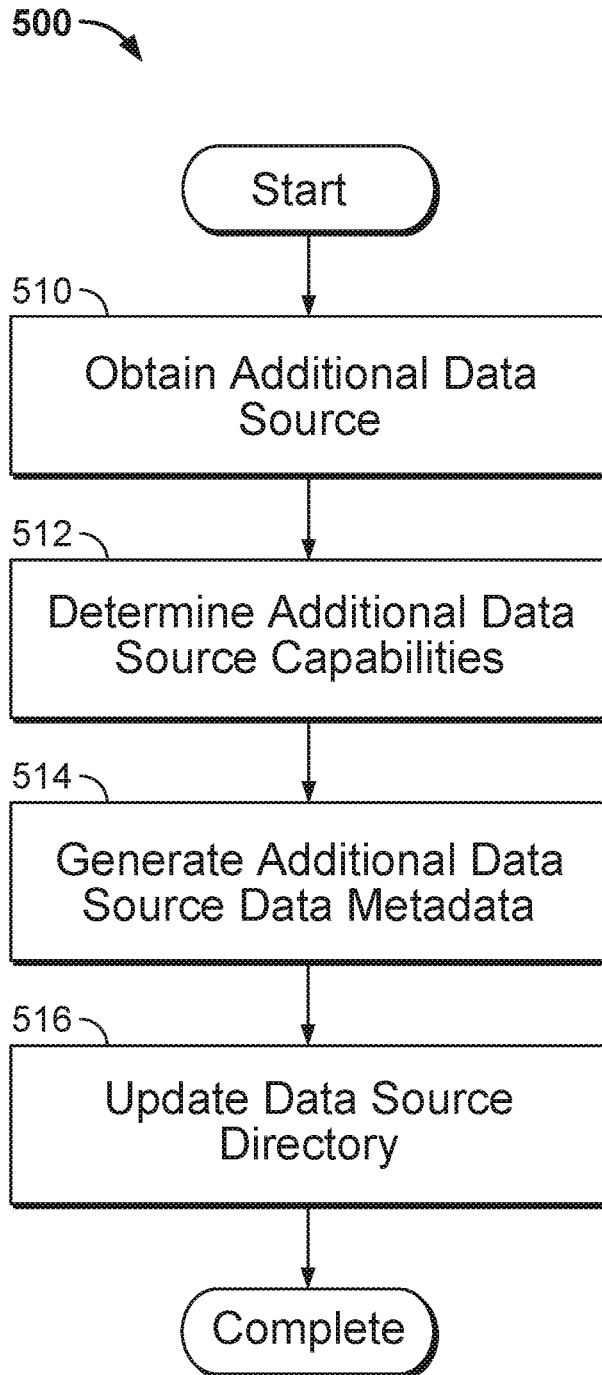 500
Start
510
Obtain Additional Data
Source
512
Determine Additional Data
Source Capabilities
514
Generate Additional Data
Source Data Metadata
516
Update Data Source
Directory
Complete